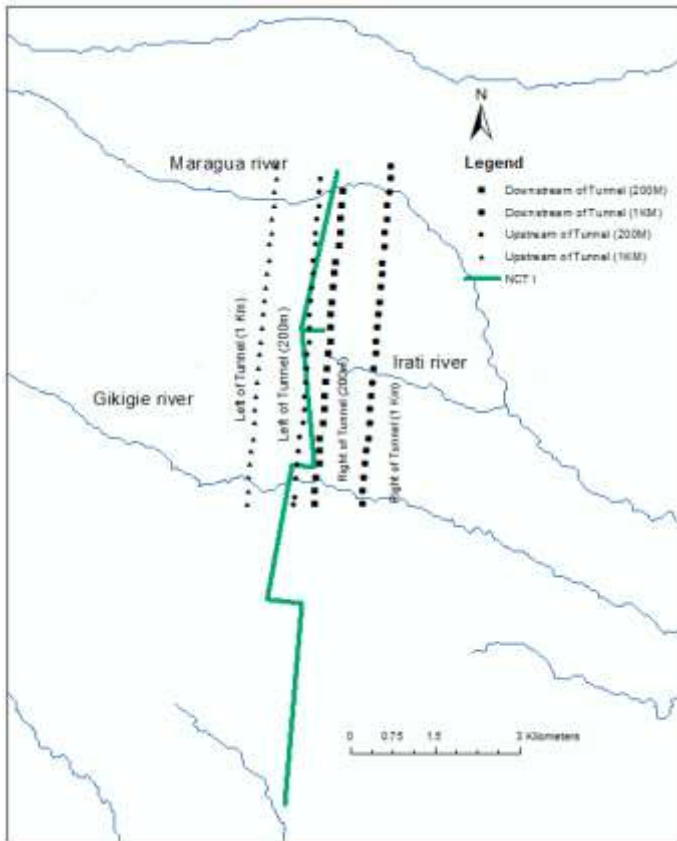 N
Maragua river
Legend
Downstream of Tunnel (200M)
Downstream of Tunnel (1KM)
Upstream of Tunnel (200M)
Upstream of Tunnel (1KM)
NCT I
Left of Tunnel (1 Km)
Left of Tunnel (200m)
Right of Tunnel (200m)
Right of Tunnel (1 Km)
Irati river
Gikigie river
0 0.75 1.5 3 Kilometers